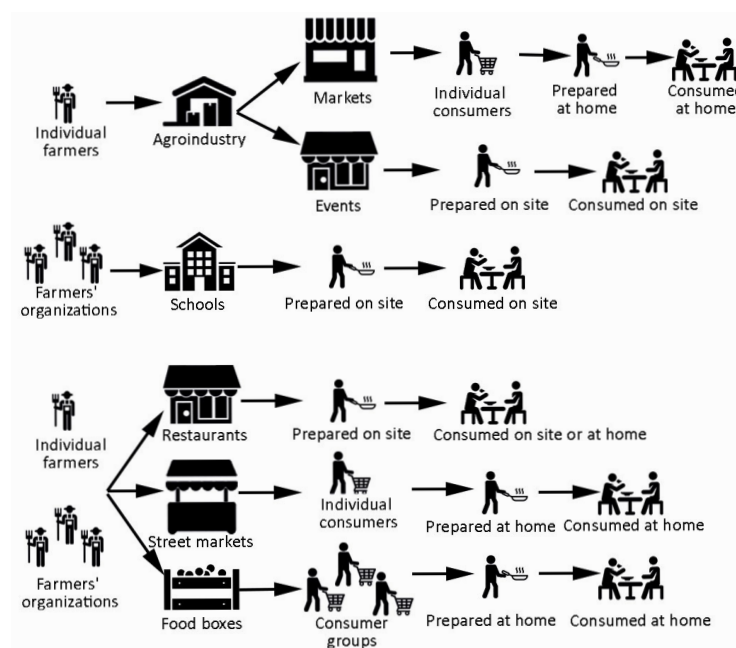 Markets
Individual
consumers
Prepared
at home
Consumed
at home
Individual
farmers
Agroindustry
Events
Prepared on site
Consumed on site
Farmers'
organizations
Schools
Prepared on site
Consumed on site
Individual
farmers
Restaurants
Prepared on site
Consumed on site or at home
Street markets
Individual
consumers
Prepared at home
Consumed at home
Farmers'
organizations
Food boxes
Consumer
groups
Prepared at home
Consumed at home